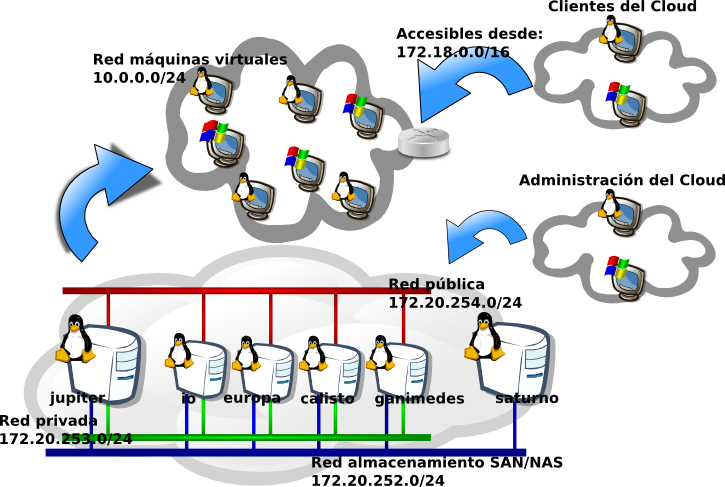 Clientes del Cloud
Accesibles desde:
172.18.0.0/16
Red máquinas virtuales
10.0.0.0/24
Administración del Cloud
Red pública
172.20.254.0/24
jupiter
io
europa
calisto
ganimedes
saturno
Red privada
172.20.253.0/24
Red almacenamiento SAN/NAS
172.20.252.0/24